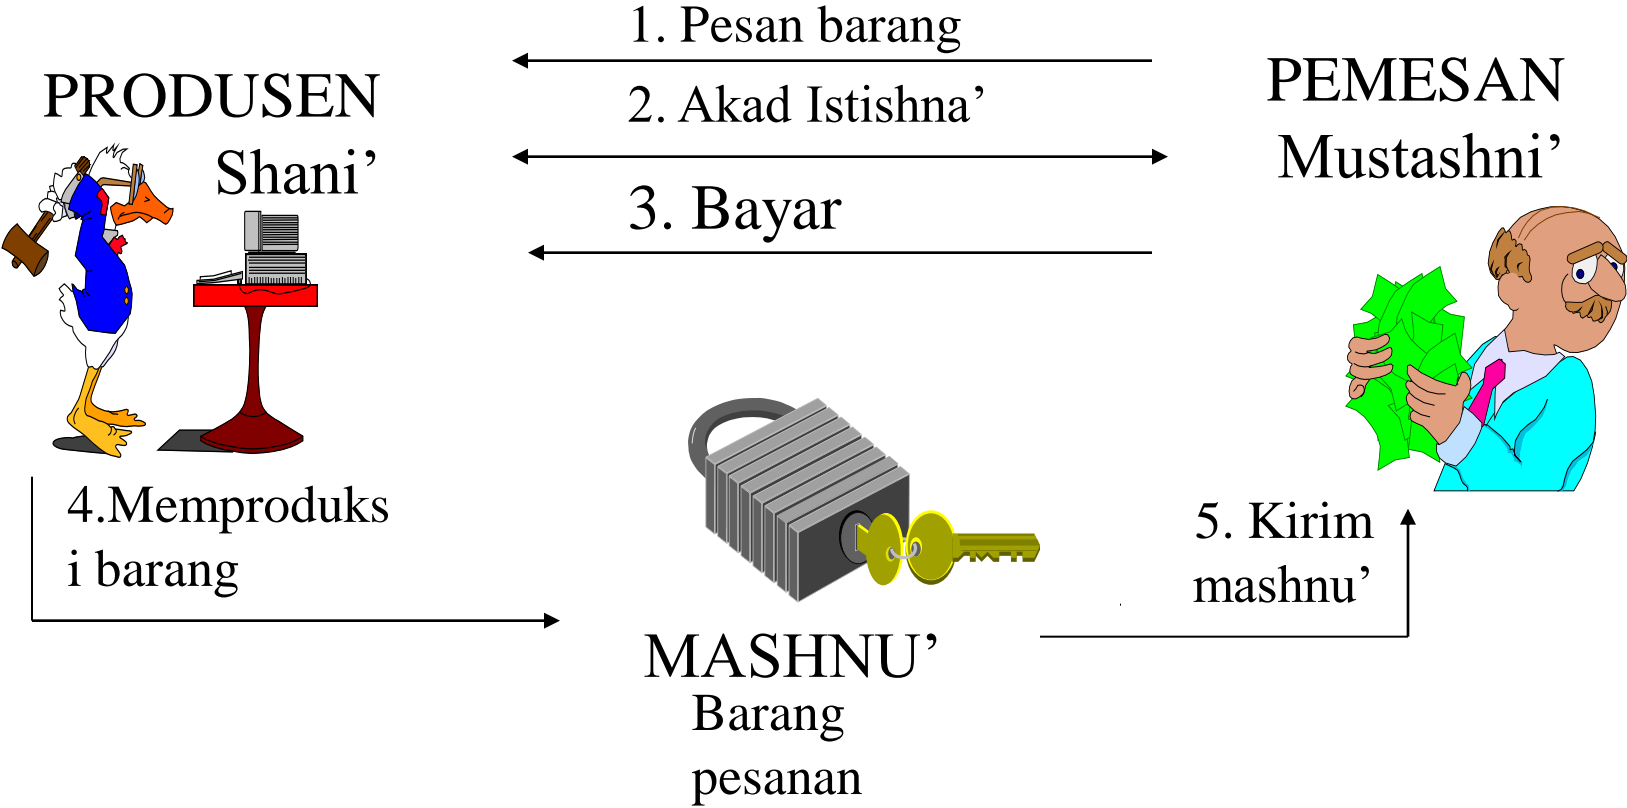 1. Pesan barang
PRODUSEN
Shani’
2. Akad Istishna’
PEMESAN
Mustashni’
3. Bayar
4.Memproduks
i barang
5. Kirim
mashnu’
MASHNU’
Barang
pesanan